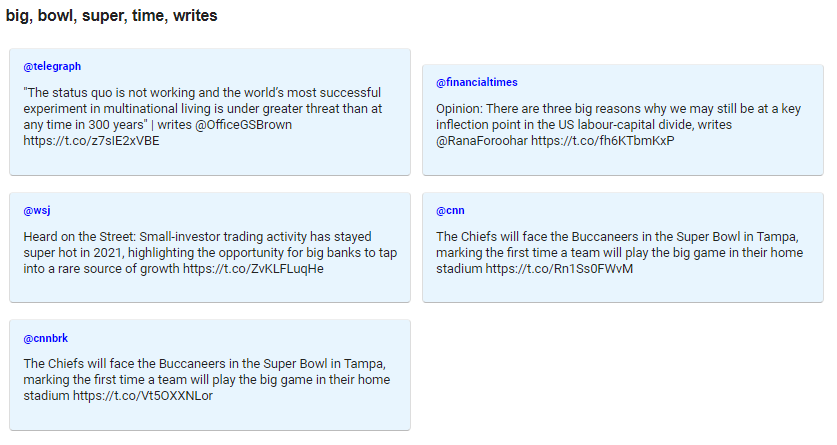 big, bowl, super, time, writes
@telegraph
"The status quo is not working and the world's most successful
experiment in multinational living is under greater threat than at
any time in 300 years" | writes @OfficeGSBrown
https://t.co/z7sIE2xVBE
@financialtimes
Opinion: There are three big reasons why we may still be at a key
inflection point in the US labour-capital divide, writes
@RanaForoohar https://t.co/fh6KTbmKxP
@wsj
Heard on the Street: Small-investor trading activity has stayed
super hot in 2021, highlighting the opportunity for big banks to tap
into a rare source of growth https://t.co/ZvKLFLuqHe
@cnn
The Chiefs will face the Buccaneers in the Super Bowl in Tampa,
marking the first time a team will play the big game in their home
stadium https://t.co/Rn1Ss0FWvM
@cnnbrk
The Chiefs will face the Buccaneers in the Super Bowl in Tampa,
marking the first time a team will play the big game in their home
stadium https://t.co/Vt5OXXNLor